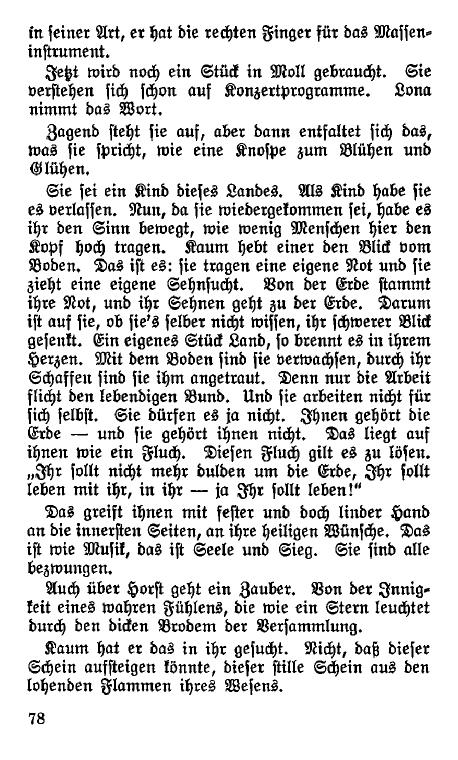 in seiner Art, er hat die rechten Finger für das Massen-
instrument.
Jetzt wird noch ein Stück in Moll gebraucht. Sie
verstehen sich schon auf Konzertprogramme. Lona
nimmt das Wort.
Zagend steht sie auf, aber dann entfaltet sich das,
was sie spricht, wie eine Knospe zum Blühen und
Glühen.
Sie sei ein Kind dieses Landes. Als Kind habe sie
es verlassen. Nun, da sie wiedergekommen sei, habe es
ihr den Sinn bewegt, wie wenig Menschen hier den
Kopf hoch tragen. Kaum hebt einer den Blick vom
Boden. Das ist es: sie tragen eine eigene Not und sie
zieht eine eigene Sehnsucht. Von der Erde stammt
ihre Not, und ihr Sehnen geht zu der Erde. Darum
ist auf sie, ob sie's selber nicht wissen, ihr schwerer Blick
gesenkt. Ein eigenes Stück Land, so brennt es in ihrem
Herzen. Mit dem Boden sind sie verwachsen, durch ihr
Schaffen sind sie ihm angetraut. Denn nur die Arbeit
flicht den lebendigen Bund. Und sie arbeiten nicht für
sich selbst. Sie dürfen es ja nicht. Ihnen gehört die
Erde — und sie gehört ihnen nicht. Das liegt auf
ihnen wie ein Fluch. Diesen Fluch gilt es zu lösen.
„Ihr sollt nicht mehr dulden um die Erde, Ihr sollt
leben mit ihr, in ihr — ja Ihr sollt leben!“
Das greift ihnen mit fester und doch linder Hand
an die innersten Seiten, an ihre heiligen Wünsche. Das
ist wie Musik, das ist Seele und Sieg. Sie sind alle
bezwungen.
Auch über Horst geht ein Zauber. Von der Innig-
keit eines wahren Fühlens, die wie ein Stern leuchtet
durch den dicken Brodem der Versammlung.
Kaum hat er das in ihr gesucht. Nicht, daß dieser
Schein aufsteigen könnte, dieser stille Schein aus den
lohenden Flammen ihres Wesens.
78